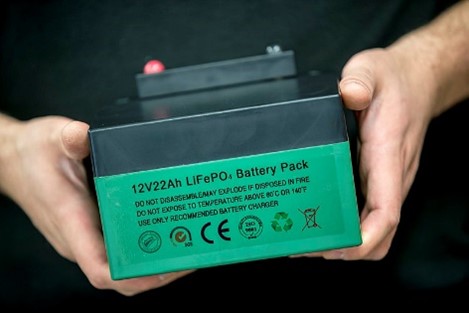 12V22Ah LiFePO₄ Battery Pack
DO NOT DISASSEMBLE/MAY EXPLODE IF DISPOSED IN FIRE
DO NOT EXPOSE TO TEMPERATURE ABOVE 60°C OR 140°F
USE ONLY RECOMMENDED BATTERY CHARGER
CE